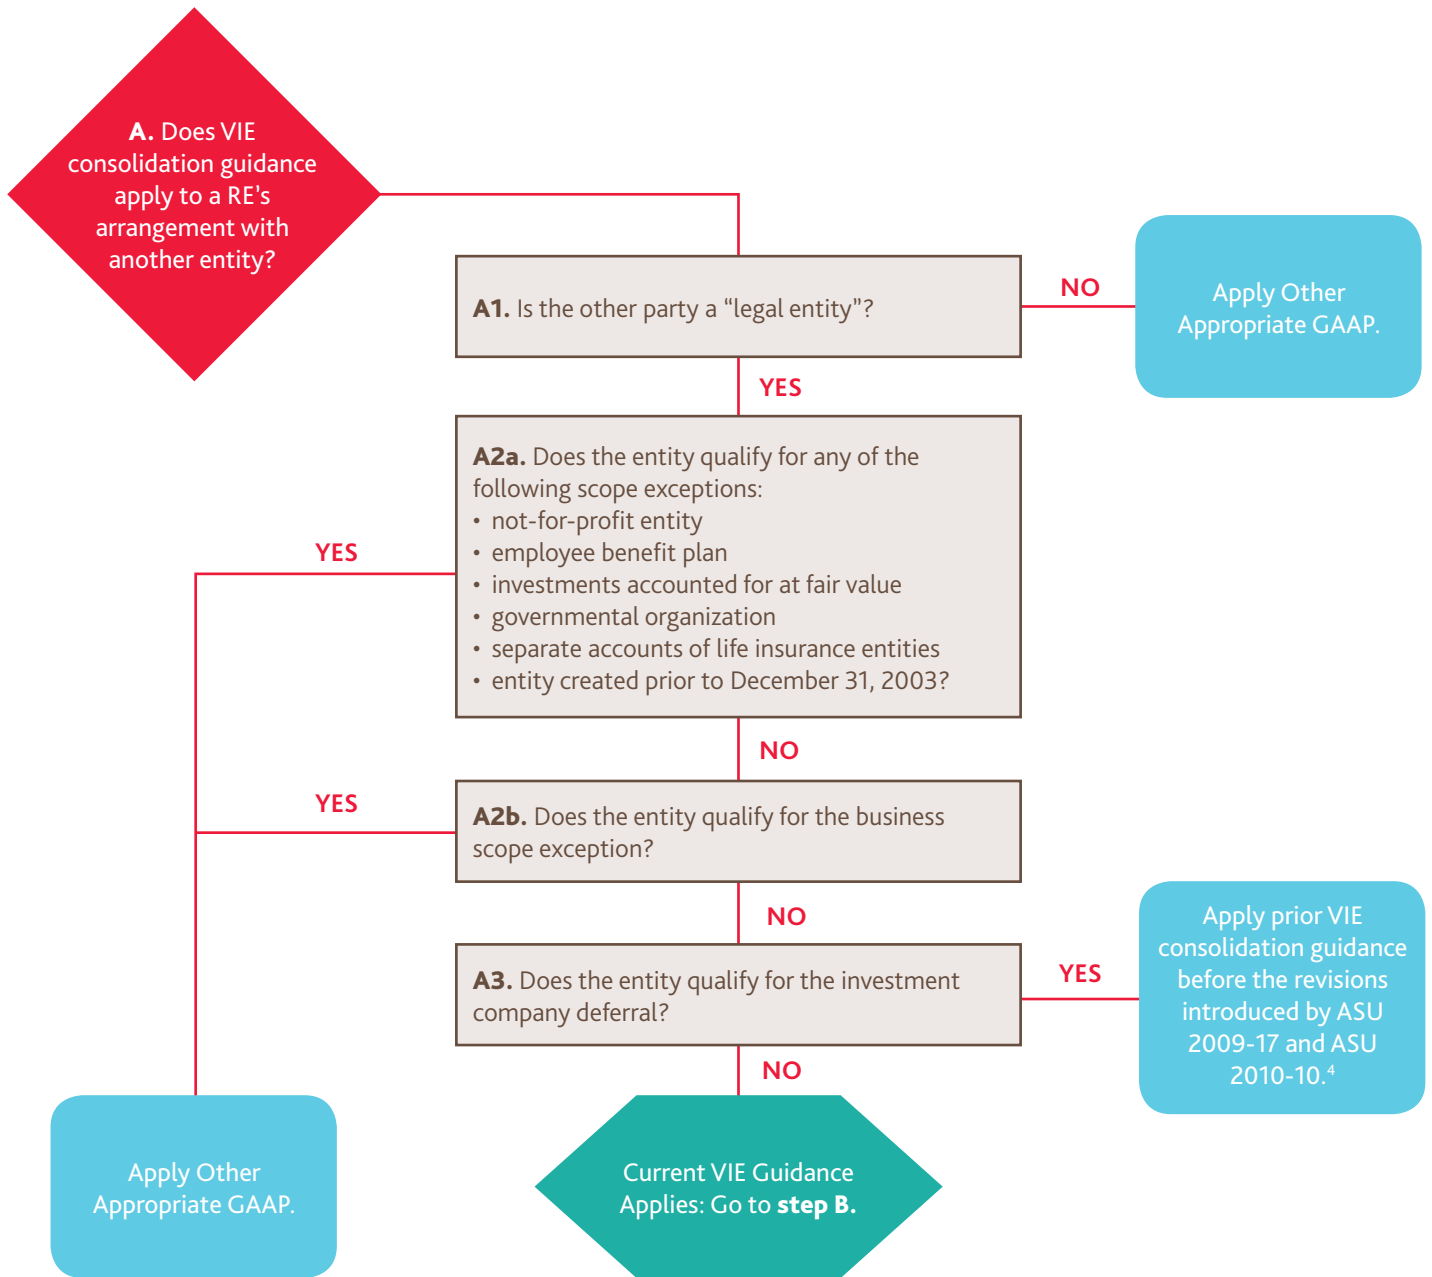 A. Does VIE
consolidation guidance
apply to a RE's
arrangement with
another entity?
A1. Is the other party a “legal entity”?
NO
Apply Other
Appropriate GAAP.
YES
A2a. Does the entity qualify for any of the
following scope exceptions:
• not-for-profit entity
• employee benefit plan
• investments accounted for at fair value
• governmental organization
• separate accounts of life insurance entities
• entity created prior to December 31, 2003?
YES
NO
A2b. Does the entity qualify for the business
scope exception?
YES
NO
A3. Does the entity qualify for the investment
company deferral?
YES
Apply prior VIE
consolidation guidance
before the revisions
introduced by ASU
2009-17 and ASU
2010-10.⁴
NO
Apply Other
Appropriate GAAP.
Current VIE Guidance
Applies: Go to step B.